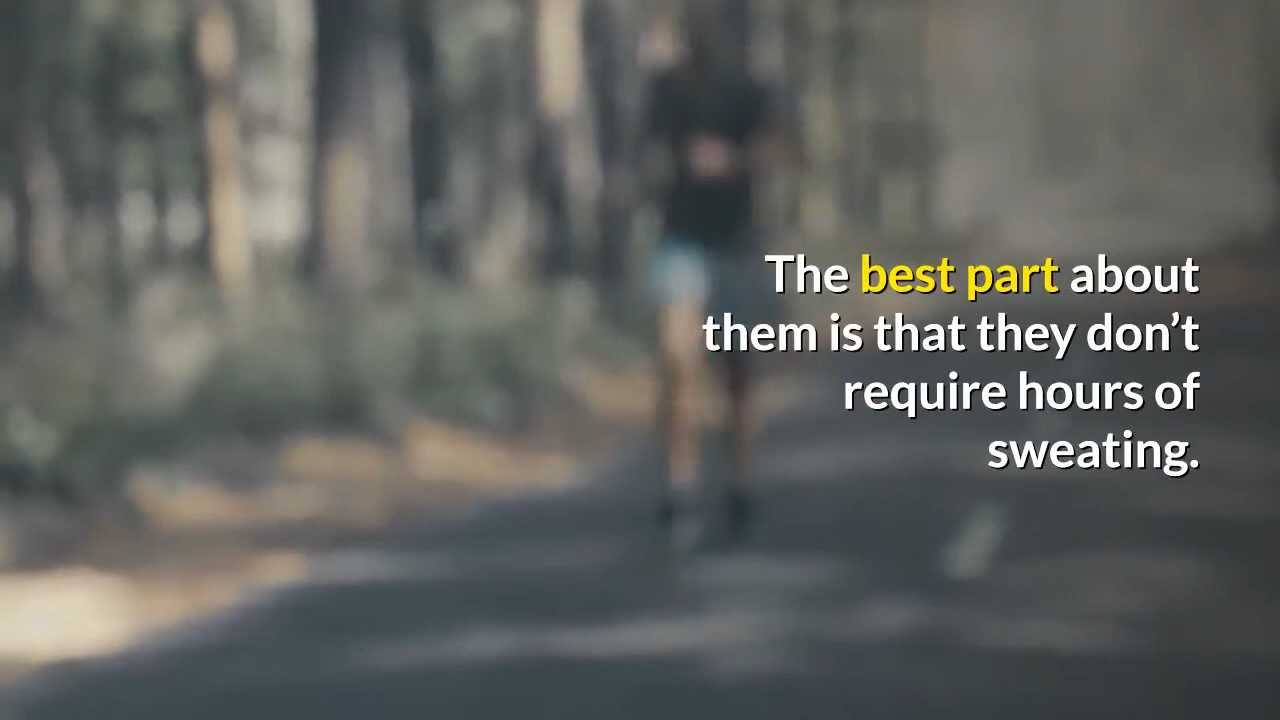 The best part about
them is that they don’t
require hours of
sweating.